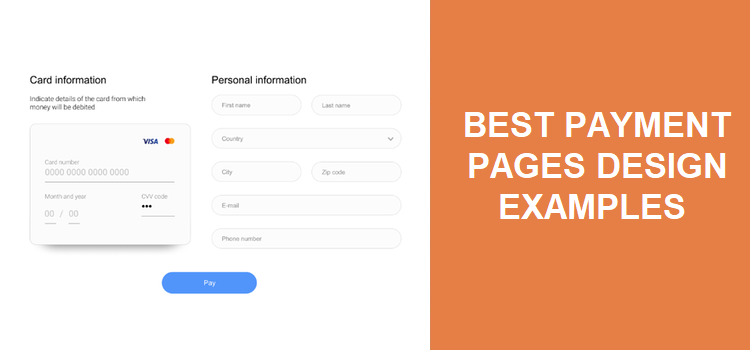 Card information
Indicate details of the card from which
money will be debited
VISA
Card number
0000 0000 0000 0000
Month and year
CVV code
00 / 00
•••
Personal information
First name
Last name
Country
City
Zip code
E-mail
Phone number
Pay
BEST PAYMENT
PAGES DESIGN
EXAMPLES